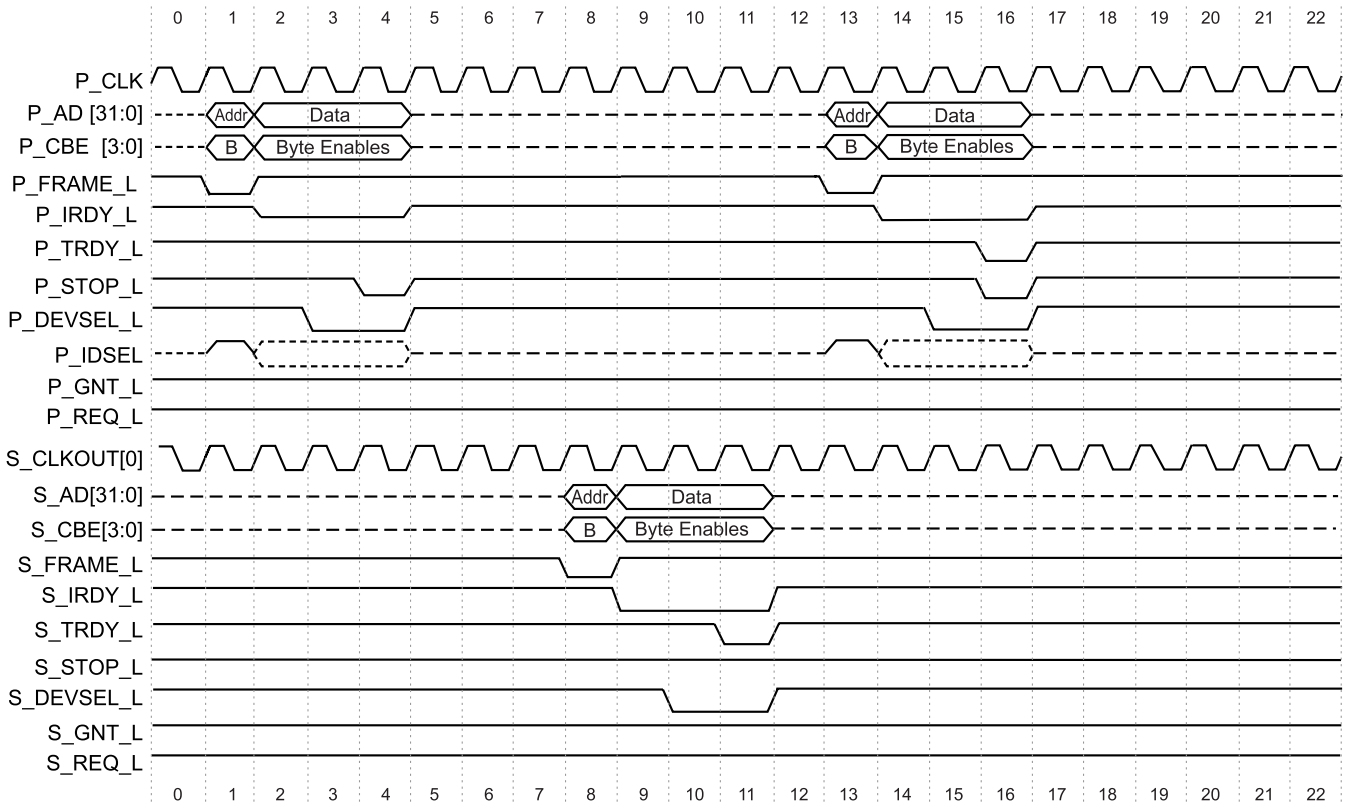 0 1 2 3 4 5 6 7 8 9 10 11 12 13 14 15 16 17 18 19 20 21 22
P_CLK
P_AD [31:0] Addr Data Addr Data
P_CBE [3:0] B Byte Enables B Byte Enables
P_FRAME_L
P_IRDY_L
P_TRDY_L
P_STOP_L
P_DEVSEL_L
P_IDSEL
P_GNT_L
P_REQ_L
S_CLKOUT[0]
S_AD[31:0] Addr Data
S_CBE[3:0] B Byte Enables
S_FRAME_L
S_IRDY_L
S_TRDY_L
S_STOP_L
S_DEVSEL_L
S_GNT_L
S_REQ_L
0 1 2 3 4 5 6 7 8 9 10 11 12 13 14 15 16 17 18 19 20 21 22